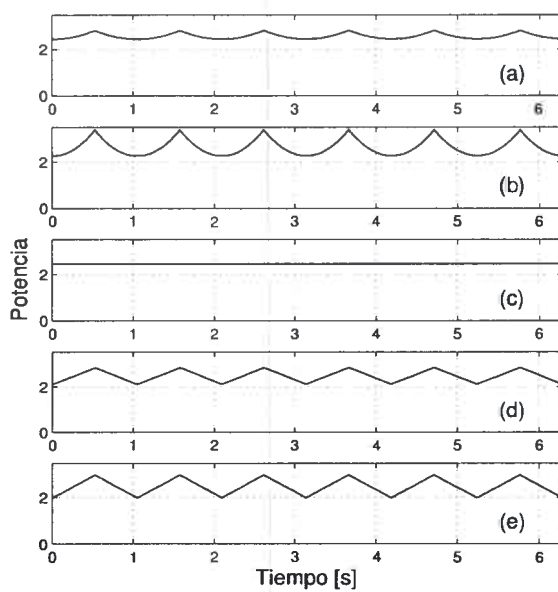 2
(a)
0
0 1 2 3 4 5 6
2
(b)
0
0 1 2 3 4 5 6
Potencia
2
(c)
0
0 1 2 3 4 5 6
2
(d)
0
0 1 2 3 4 5 6
2
(e)
0
0 1 2 3 4 5 6
Tiempo [s]